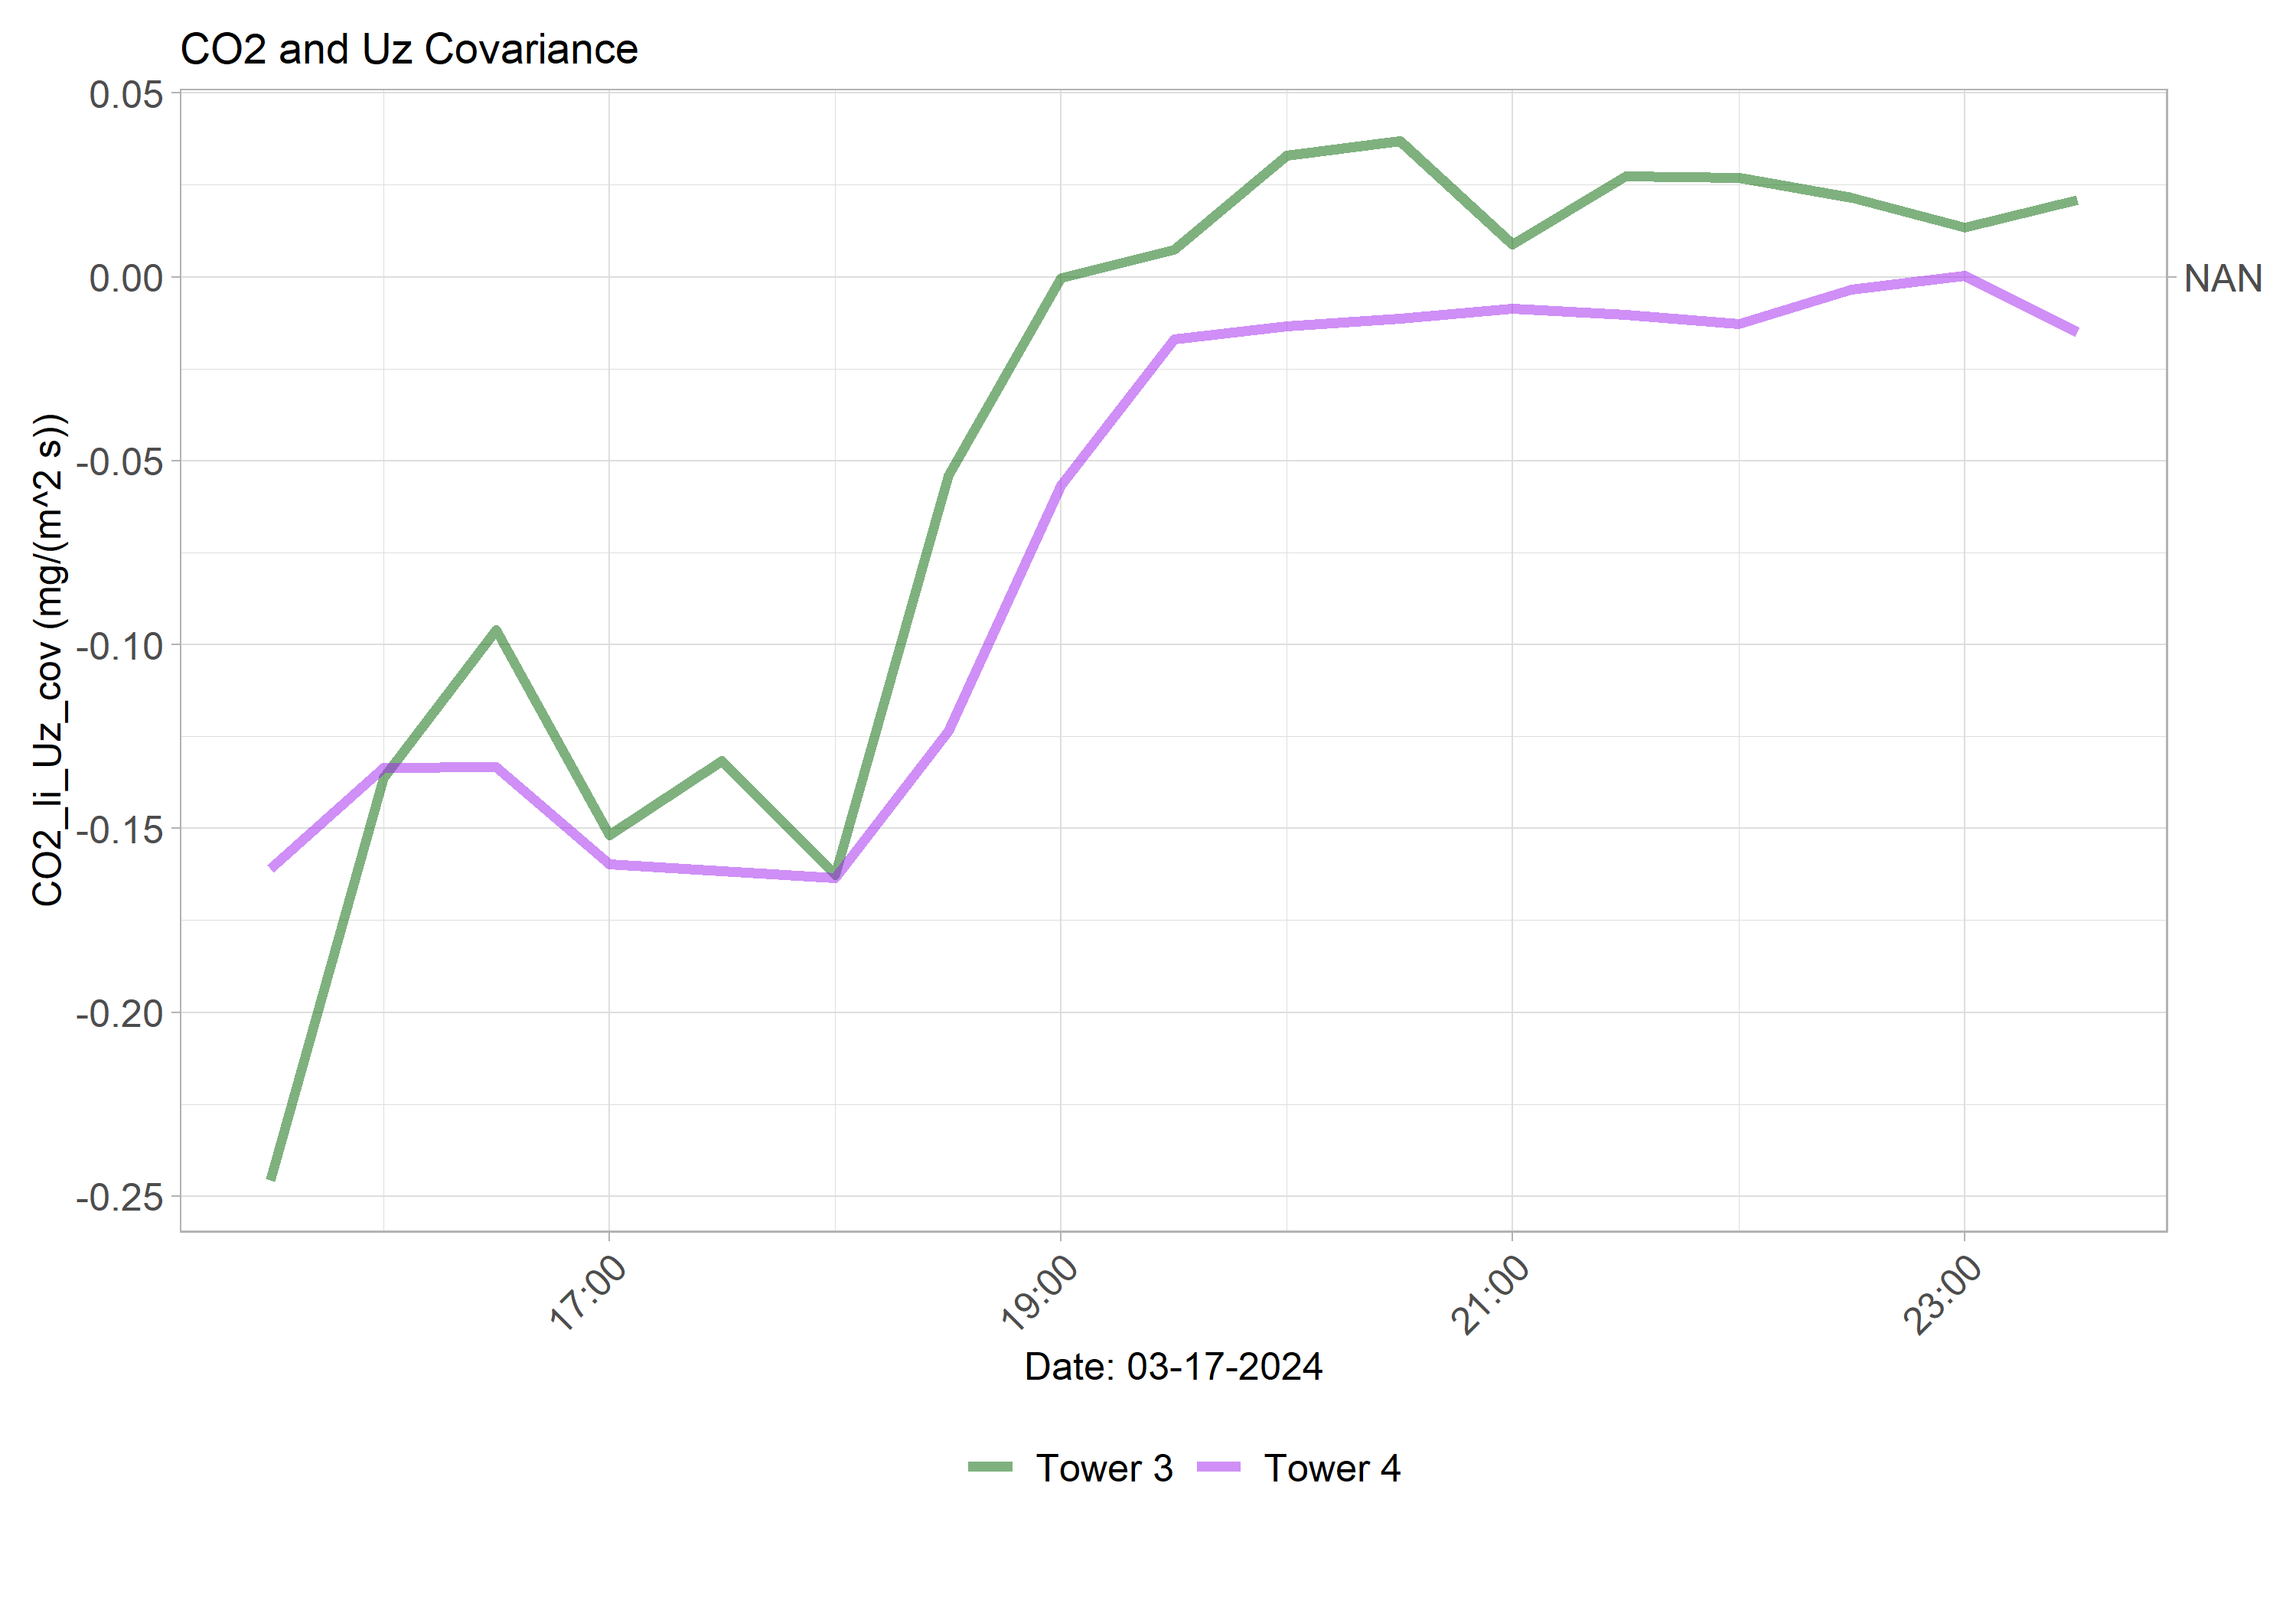 CO2 and Uz Covariance
0.05
0.00
-0.05
-0.10
-0.15
-0.20
-0.25
NAN
CO2_li_Uz_cov (mg/(m^2 s))
17:00
19:00
21:00
23:00
Date: 03-17-2024
Tower 3
Tower 4